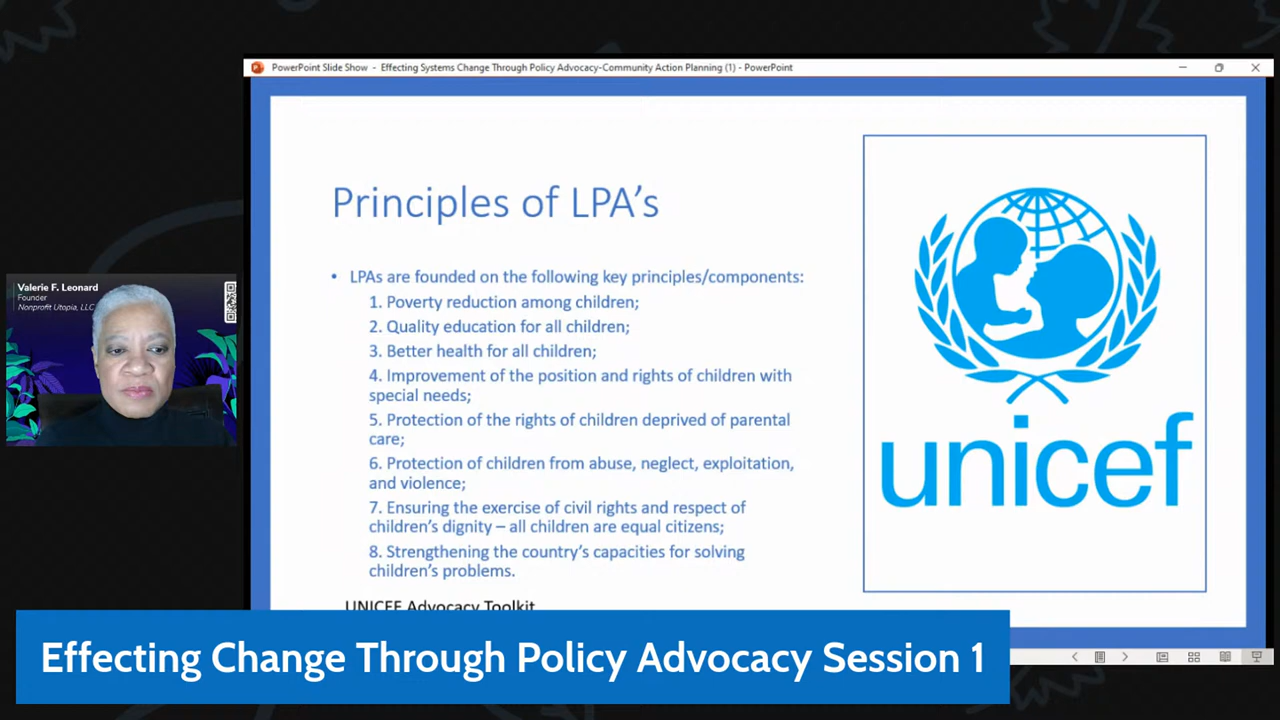 PowerPoint Slide Show - Effecting Systems Change Through Policy Advocacy-Community Action Planning (1) - PowerPoint
Principles of LPA's
• LPAs are founded on the following key principles/components:
1. Poverty reduction among children;
2. Quality education for all children;
3. Better health for all children;
4. Improvement of the position and rights of children with
special needs;
5. Protection of the rights of children deprived of parental
care;
6. Protection of children from abuse, neglect, exploitation,
and violence;
7. Ensuring the exercise of civil rights and respect of
children's dignity – all children are equal citizens;
8. Strengthening the country's capacities for solving
children's problems.
UNICEF Advocacy Toolkit
unicef
Valerie F. Leonard
Founder
Nonprofit Utopia, LLC
Effecting Change Through Policy Advocacy Session 1